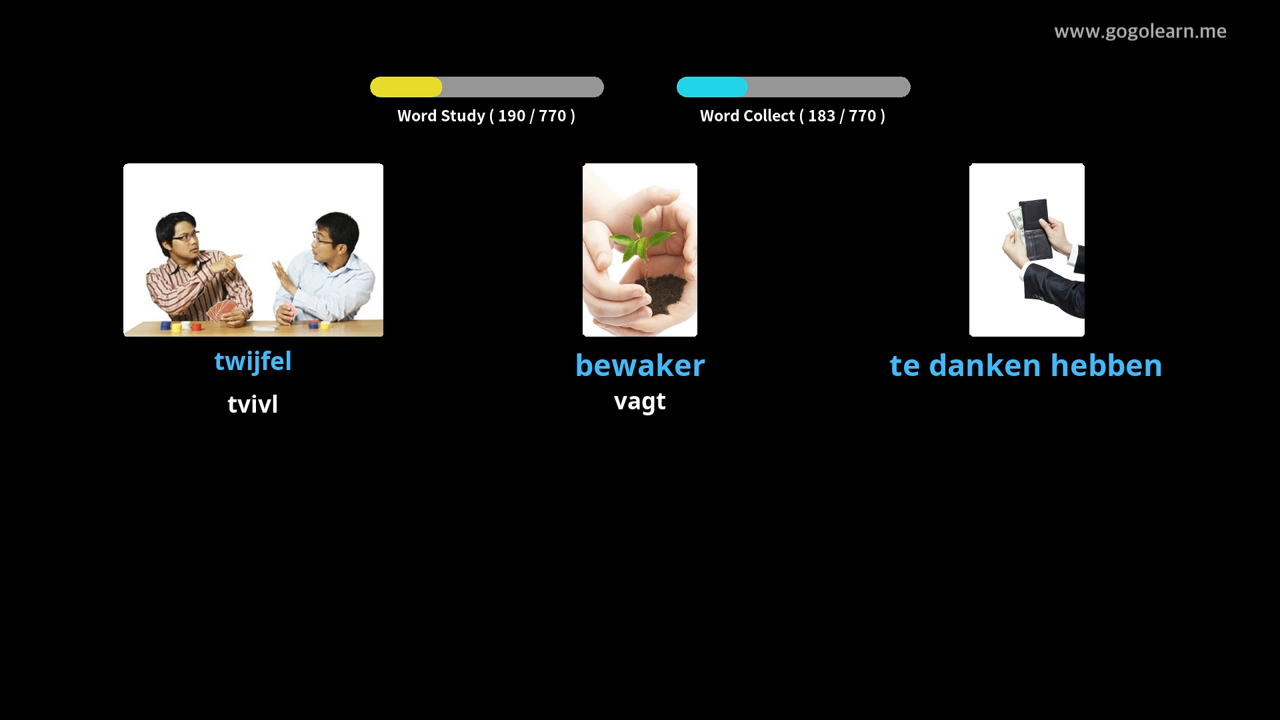 www.gogolearn.me
Word Study ( 190 / 770 )
Word Collect ( 183 / 770 )
twijfel
tvivl
bewaker
vagt
te danken hebben